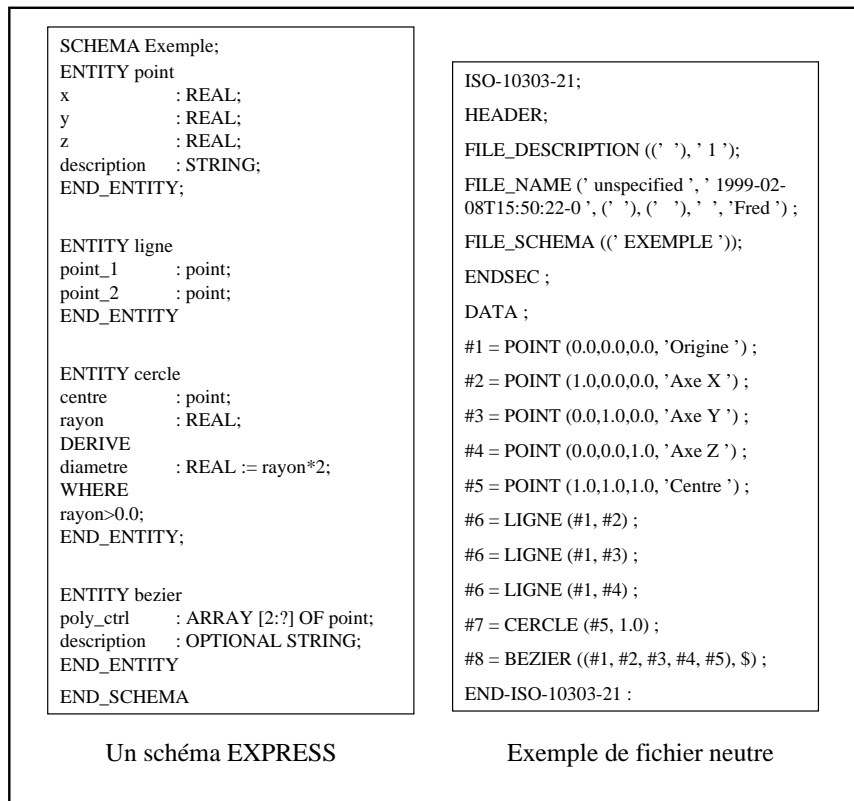 SCHEMA Exemple;
ENTITY point
x : REAL;
y : REAL;
z : REAL;
description : STRING;
END_ENTITY;
ENTITY ligne
point_1 : point;
point_2 : point;
END_ENTITY
ENTITY cercle
centre : point;
rayon : REAL;
DERIVE
diametre : REAL := rayon*2;
WHERE
rayon>0.0;
END_ENTITY;
ENTITY bezier
poly_ctrl : ARRAY [2:?] OF point;
description : OPTIONAL STRING;
END_ENTITY
END_SCHEMA
Un schéma EXPRESS
ISO-10303-21;
HEADER;
FILE_DESCRIPTION ((’ ’), ’ 1 ’);
FILE_NAME (’ unspecified ’, ’ 1999-02-
08T15:50:22-0 ’, (’ ’), (’ ’), ’ ’, ’Fred ’) ;
FILE_SCHEMA ((’ EXEMPLE ’));
ENDSEC ;
DATA ;
#1 = POINT (0.0,0.0,0.0, ’Origine ’) ;
#2 = POINT (1.0,0.0,0.0, ’Axe X ’) ;
#3 = POINT (0.0,1.0,0.0, ’Axe Y ’) ;
#4 = POINT (0.0,0.0,1.0, ’Axe Z ’) ;
#5 = POINT (1.0,1.0,1.0, ’Centre ’) ;
#6 = LIGNE (#1, #2) ;
#6 = LIGNE (#1, #3) ;
#6 = LIGNE (#1, #4) ;
#7 = CERCLE (#5, 1.0) ;
#8 = BEZIER ((#1, #2, #3, #4, #5), $) ;
END-ISO-10303-21 :
Exemple de fichier neutre